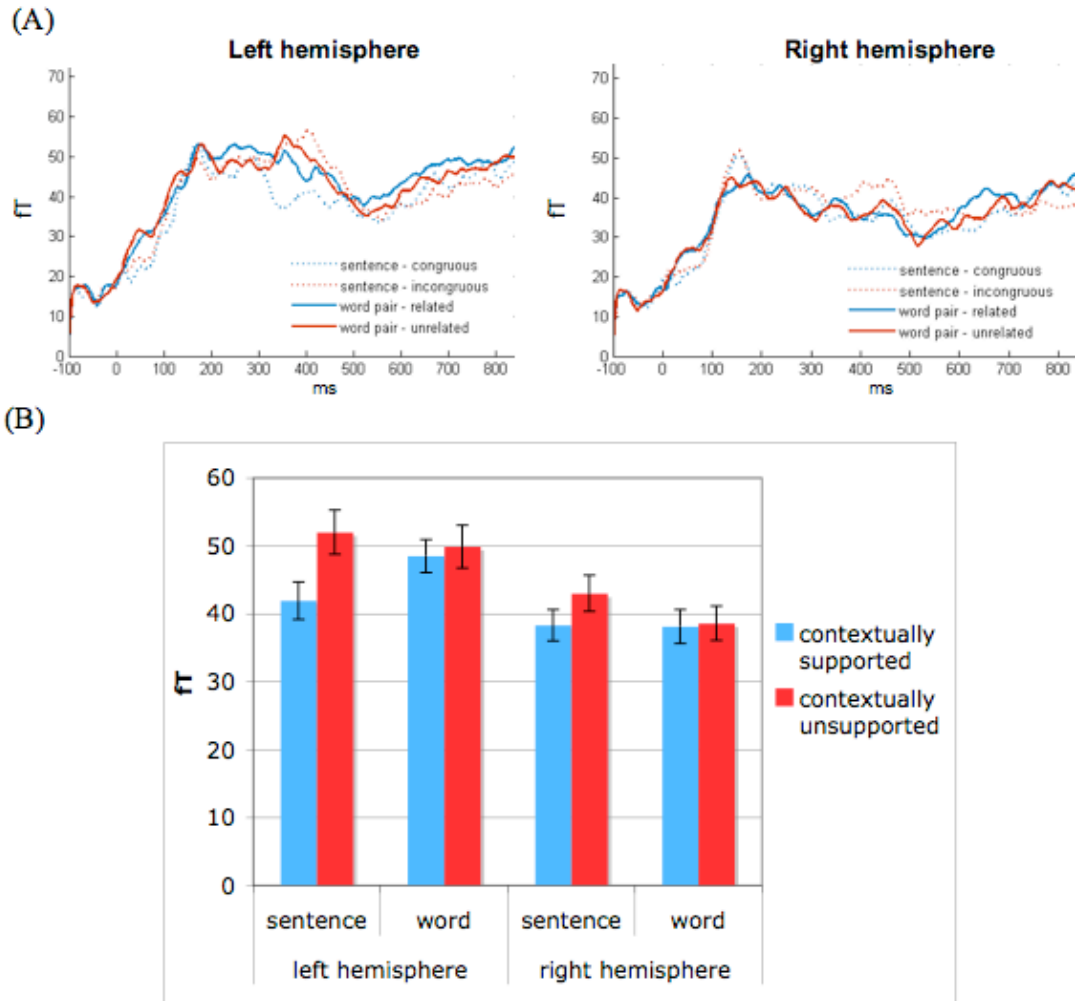 (A)
Left hemisphere
70
60
50
40
30
20
10
0
fT
-100 0 100 200 300 400 500 600 700 800
ms
sentence - congruous
sentence - incongruous
word pair - related
word pair - unrelated
Right hemisphere
70
60
50
40
30
20
10
0
fT
-100 0 100 200 300 400 500 600 700 800
ms
sentence - congruous
sentence - incongruous
word pair - related
word pair - unrelated
(B)
60
50
40
30
20
10
0
fT
sentence word sentence word
left hemisphere right hemisphere
contextually
supported
contextually
unsupported